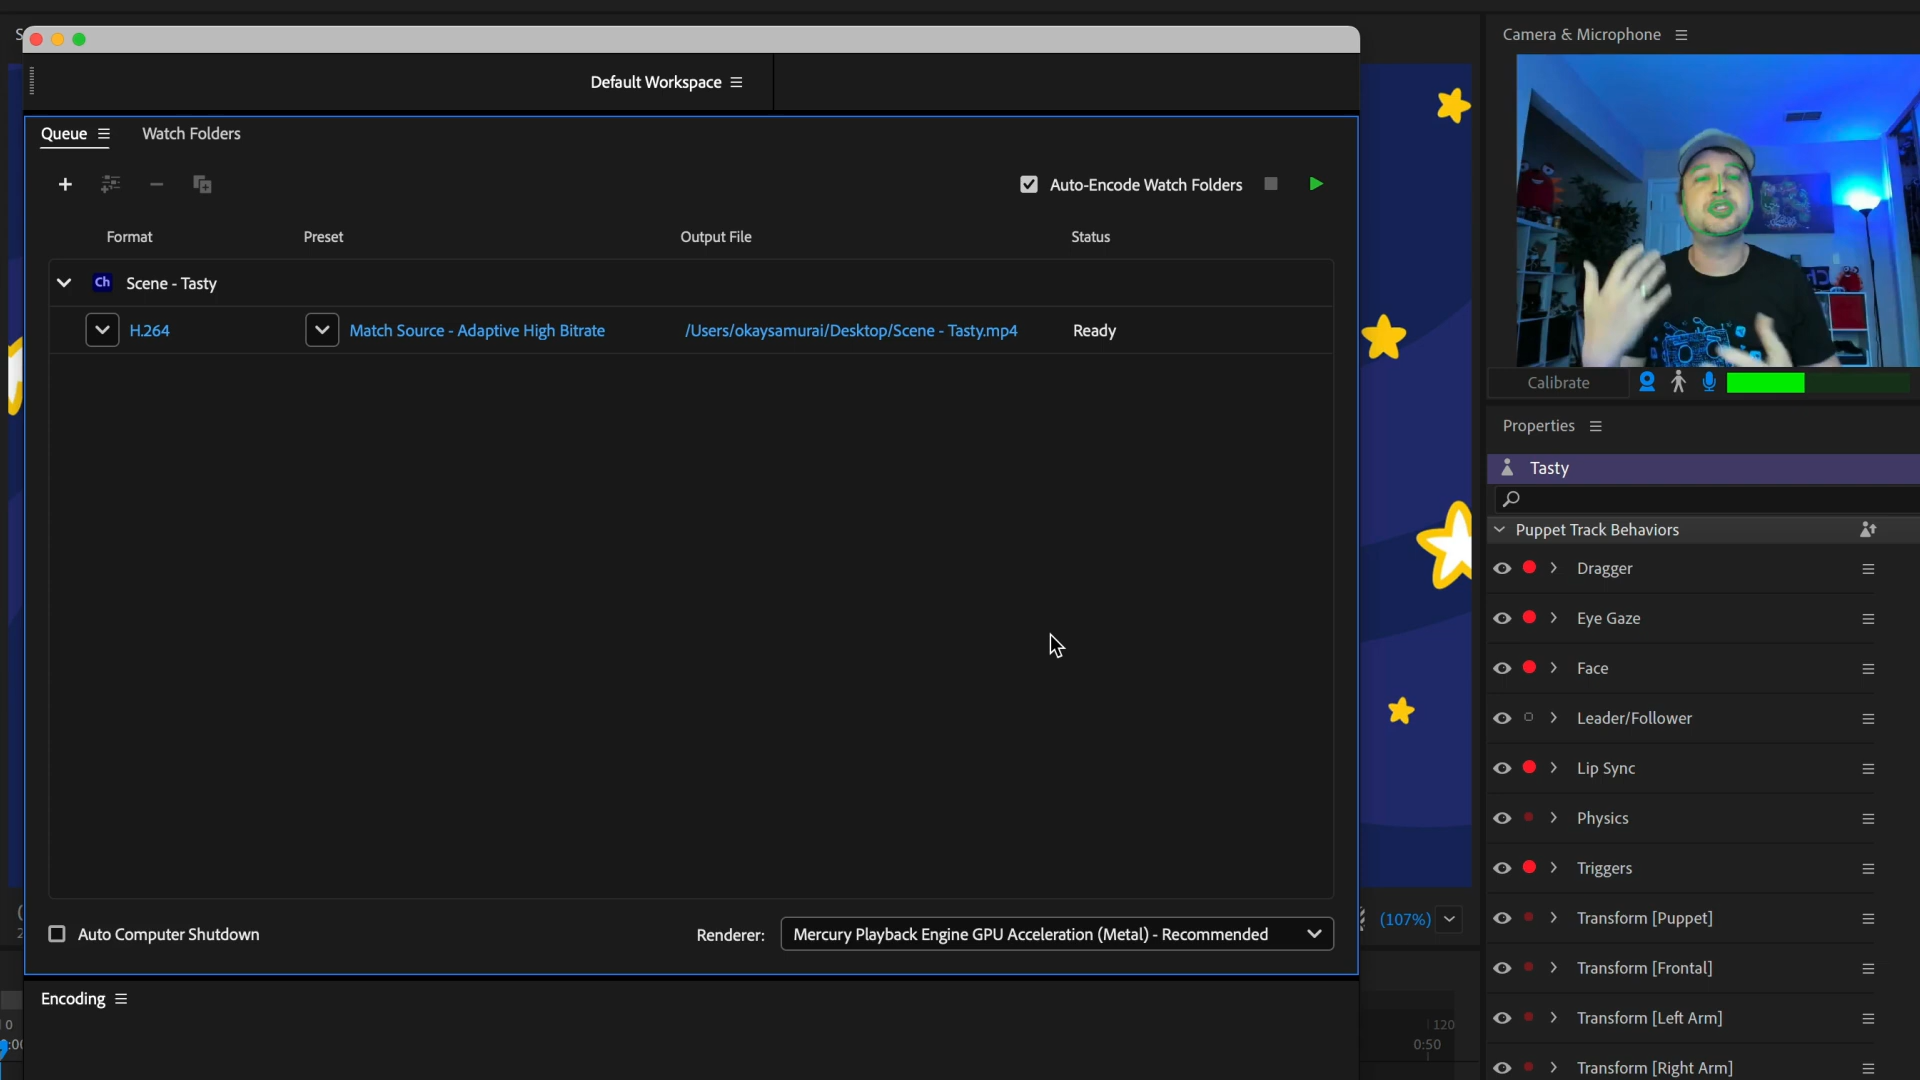 Camera & Microphone
Default Workspace
Queue
Watch Folders
Auto-Encode Watch Folders
Format
Preset
Output File
Status
Ch
Scene - Tasty
H.264
Match Source - Adaptive High Bitrate
/Users/okaysamurai/Desktop/Scene - Tasty.mp4
Ready
Calibrate
Properties
Tasty
Puppet Track Behaviors
Dragger
Eye Gaze
Face
Leader/Follower
Lip Sync
Physics
Triggers
Transform [Puppet]
Transform [Frontal]
Transform [Left Arm]
Transform [Right Arm]
(107%)
Auto Computer Shutdown
Renderer:
Mercury Playback Engine GPU Acceleration (Metal) - Recommended
Encoding
0
120
0:50